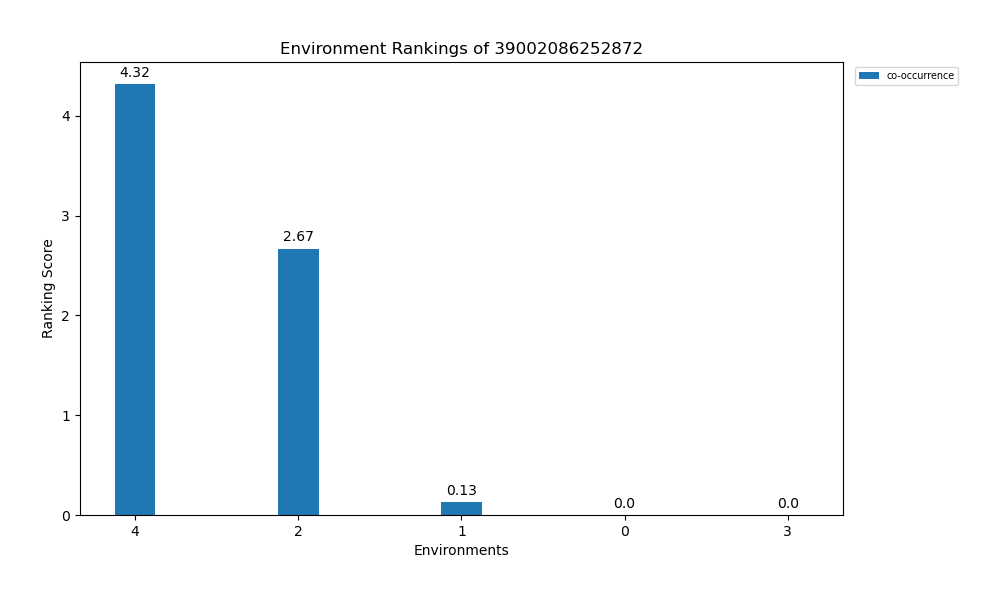 Environment Rankings of 39002086252872
co-occurrence
Ranking Score
4
3
2
1
0
4.32
2.67
0.13
0.0
0.0
4 2 1 0 3
Environments